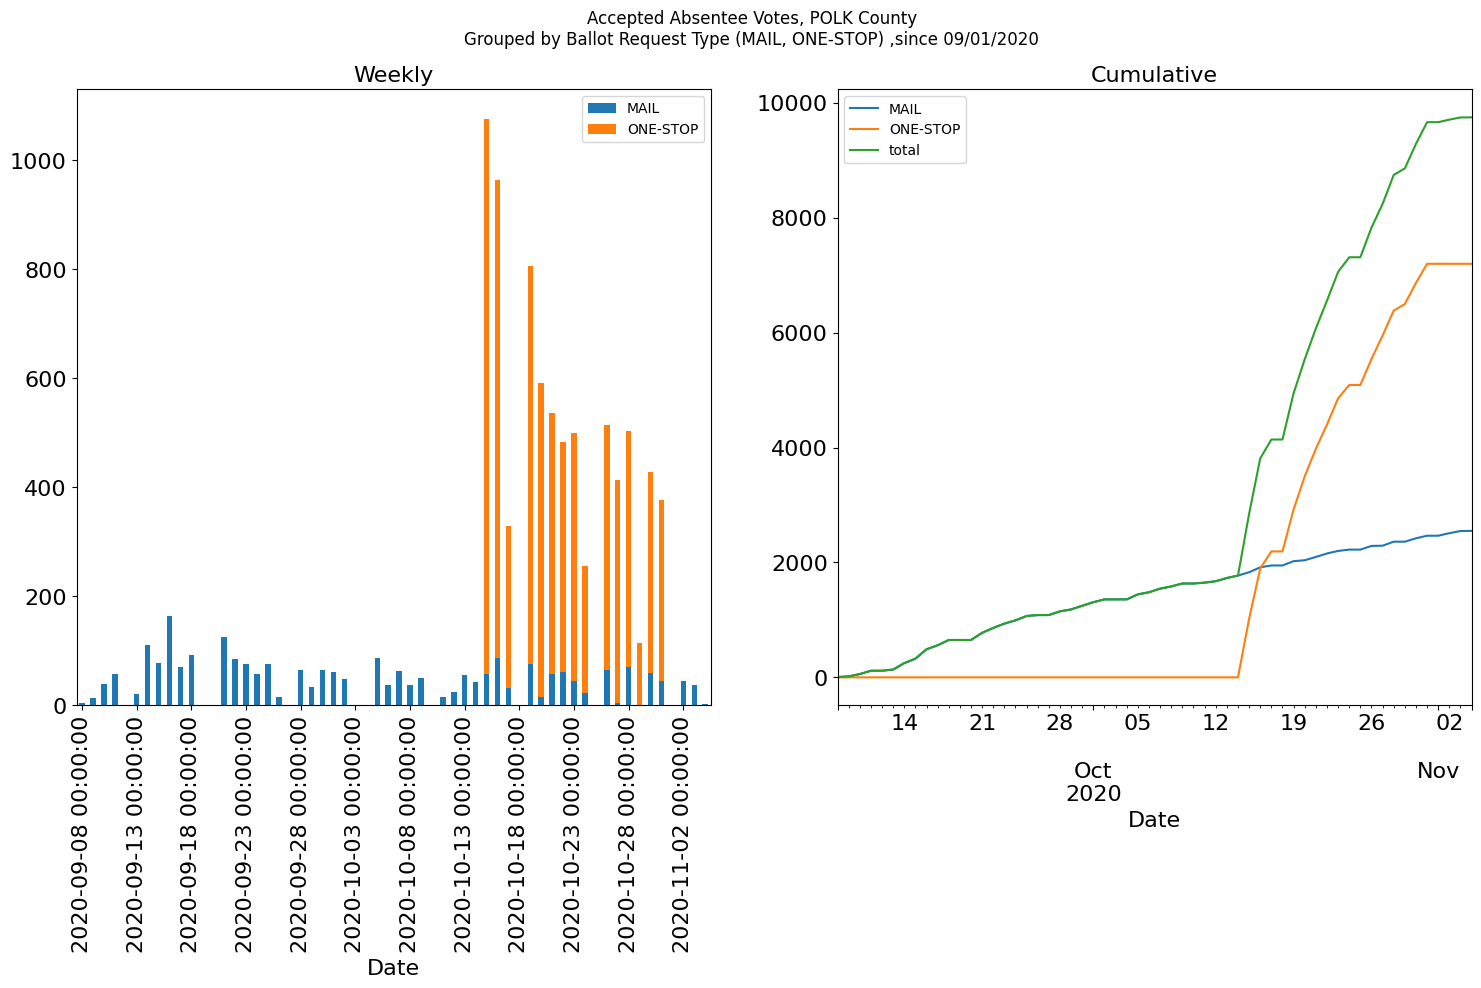 Accepted Absentee Votes, POLK County
Grouped by Ballot Request Type (MAIL, ONE-STOP) ,since 09/01/2020
Weekly
MAIL
ONE-STOP
1000
800
600
400
200
0
2020-09-08 00:00:00
2020-09-13 00:00:00
2020-09-18 00:00:00
2020-09-23 00:00:00
2020-09-28 00:00:00
2020-10-03 00:00:00
2020-10-08 00:00:00
2020-10-13 00:00:00
2020-10-18 00:00:00
2020-10-23 00:00:00
2020-10-28 00:00:00
2020-11-02 00:00:00
Date
Cumulative
MAIL
ONE-STOP
total
10000
8000
6000
4000
2000
0
14 21 28 05 12 19 26 02
Oct Nov
2020
Date